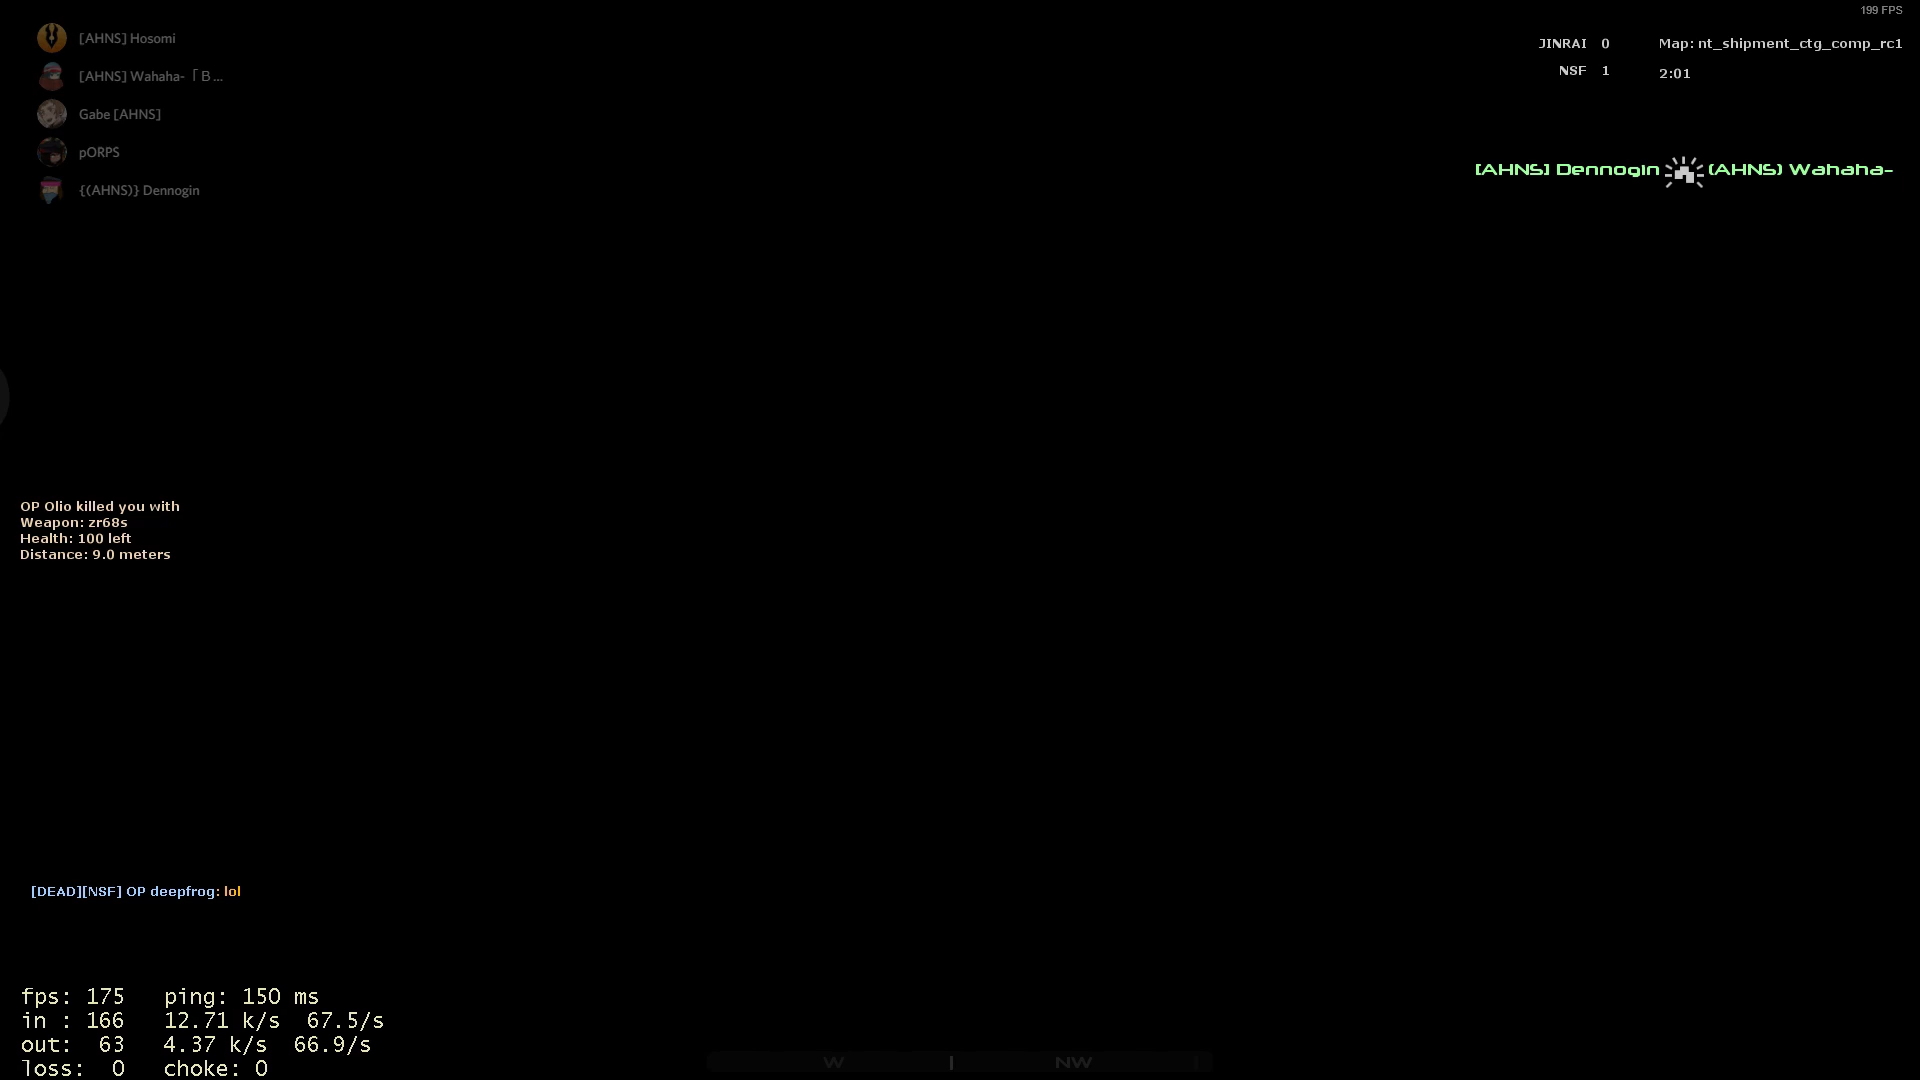 199 FPS
[AHNS] Hosomi
[AHNS] Wahaha-「B...
Gabe [AHNS]
pORPS
{(AHNS)} Dennogin
JINRAI 0
NSF 1
Map: nt_shipment_ctg_comp_rc1
2:01
[AHNS] Dennogin (AHNS) Wahaha-
OP Olio killed you with
Weapon: zr68s
Health: 100 left
Distance: 9.0 meters
[DEAD][NSF] OP deepfrog: lol
fps: 175 ping: 150 ms
in : 166 12.71 k/s 67.5/s
out: 63 4.37 k/s 66.9/s
loss: 0 choke: 0
W | NW